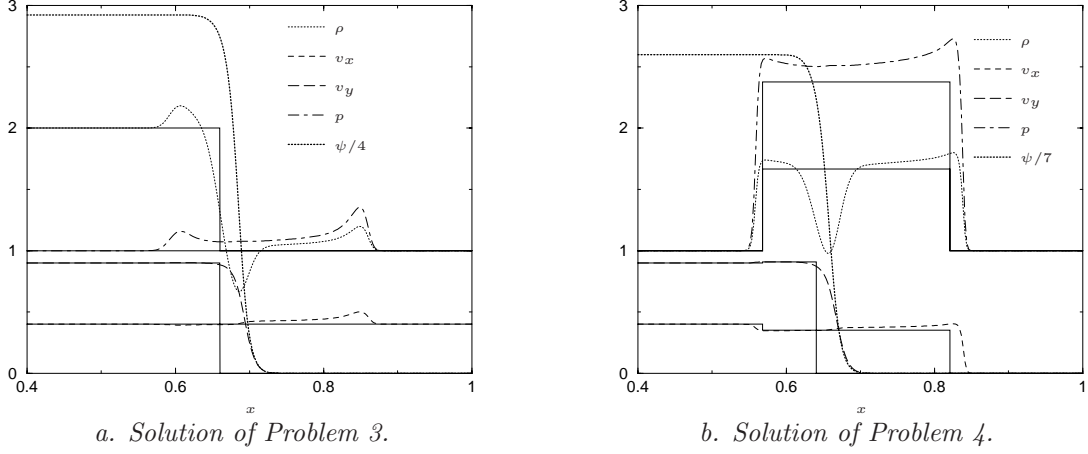 3
2
1
0
0.4
0.6
0.8
1
x
ρ
v_x
v_y
p
ψ/4
a. Solution of Problem 3.
3
2
1
0
0.4
0.6
0.8
1
x
ρ
v_x
v_y
p
ψ/7
b. Solution of Problem 4.